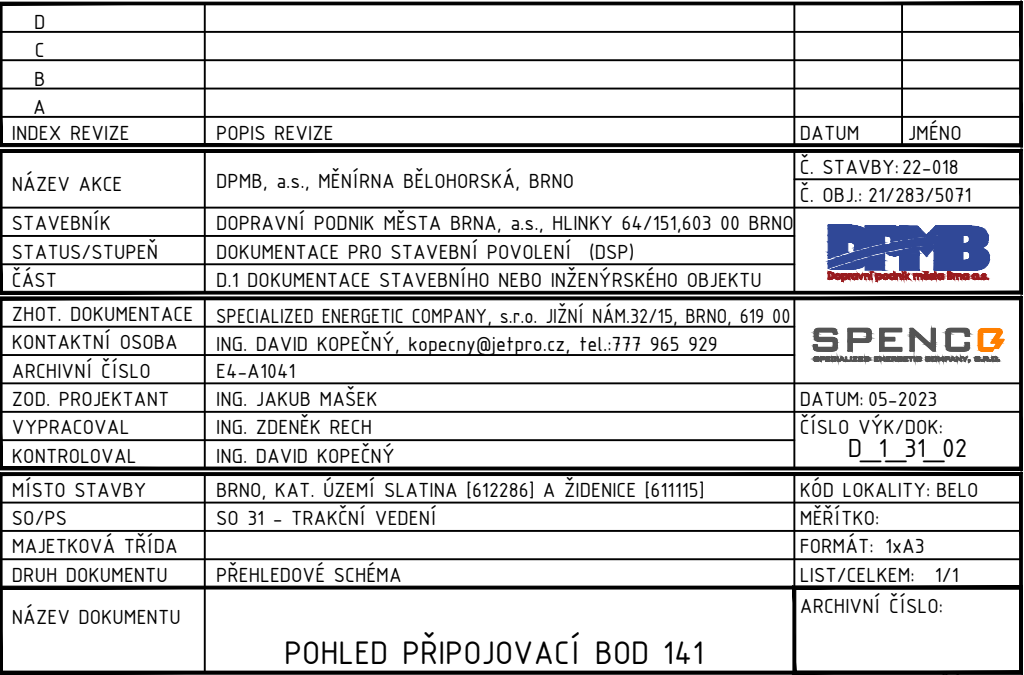 D
C
B
A
INDEX REVIZE POPIS REVIZE DATUM JMÉNO
NÁZEV AKCE DPMB, a.s., MĚNÍRNA BĚLOHORSKÁ, BRNO Č. STAVBY: 22-018
Č. OBJ.: 21/283/5071
STAVEBNÍK DOPRAVNÍ PODNIK MĚSTA BRNA, a.s., HLINKY 64/151,603 00 BRNO
STATUS/STUPEŇ DOKUMENTACE PRO STAVEBNÍ POVOLENÍ (DSP)
DPMB
Dopravní podnik města Brna a.s.
ČÁST D.1 DOKUMENTACE STAVEBNÍHO NEBO INŽENÝRSKÉHO OBJEKTU
ZHOT. DOKUMENTACE SPECIALIZED ENERGETIC COMPANY, s.r.o. JIŽNÍ NÁM.32/15, BRNO, 619 00
KONTAKTNÍ OSOBA ING. DAVID KOPEČNÝ, kopecny@jetpro.cz, tel.:777 965 929
SPENCO
SPECIALIZED ENERGETIC COMPANY, S.R.O.
ARCHIVNÍ ČÍSLO E4-A1041
ZOD. PROJEKTANT ING. JAKUB MAŠEK DATUM: 05-2023
VYPRACOVAL ING. ZDENĚK RECH ČÍSLO VÝK/DOK:
KONTROLOVAL ING. DAVID KOPEČNÝ D_1_31_02
MÍSTO STAVBY BRNO, KAT. ÚZEMÍ SLATINA [612286] A ŽIDENICE [611115] KÓD LOKALITY: BELO
SO/PS SO 31 - TRAKČNÍ VEDENÍ MĚŘÍTKO:
MAJETKOVÁ TŘÍDA FORMÁT: 1xA3
DRUH DOKUMENTU PŘEHLEDOVÉ SCHÉMA LIST/CELKEM: 1/1
NÁZEV DOKUMENTU ARCHIVNÍ ČÍSLO:
POHLED PŘIPOJOVACÍ BOD 141